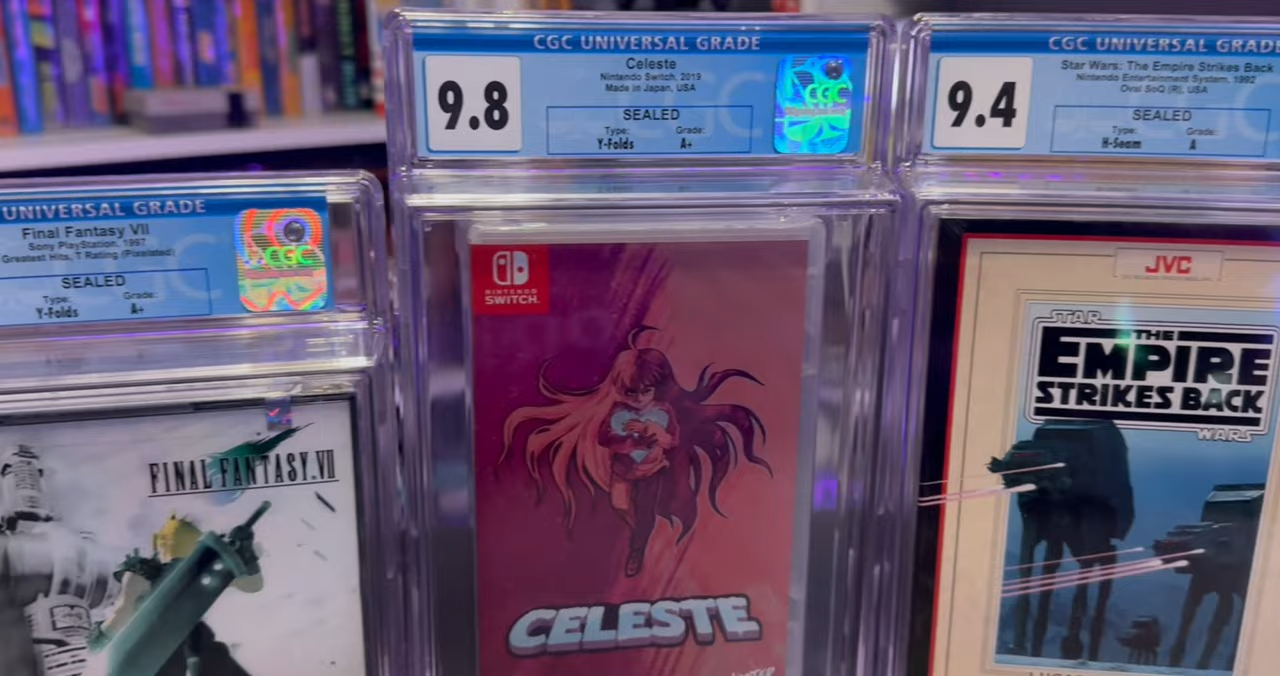 UNIVERSAL GRADE
Final Fantasy VII
Sony PlayStation, 1997
Greatest Hits, T Rating (Pixelated)
SEALED
Type: Grade:
Y-Folds A+
CGC
FINAL FANTASY VII
CGC UNIVERSAL GRADE
9.8
Celeste
Nintendo Switch, 2019
Made in Japan, USA
SEALED
Type: Grade:
Y-Folds A+
CGC
NINTENDO
SWITCH
CELESTE
CGC UNIVERSAL GRADE
9.4
Star Wars: The Empire Strikes Back
Nintendo Entertainment System, 1992
Oval SoQ (R), USA
SEALED
Type: Grade:
H-Seam A
JVC
STAR
THE
EMPIRE
STRIKES BACK
WARS